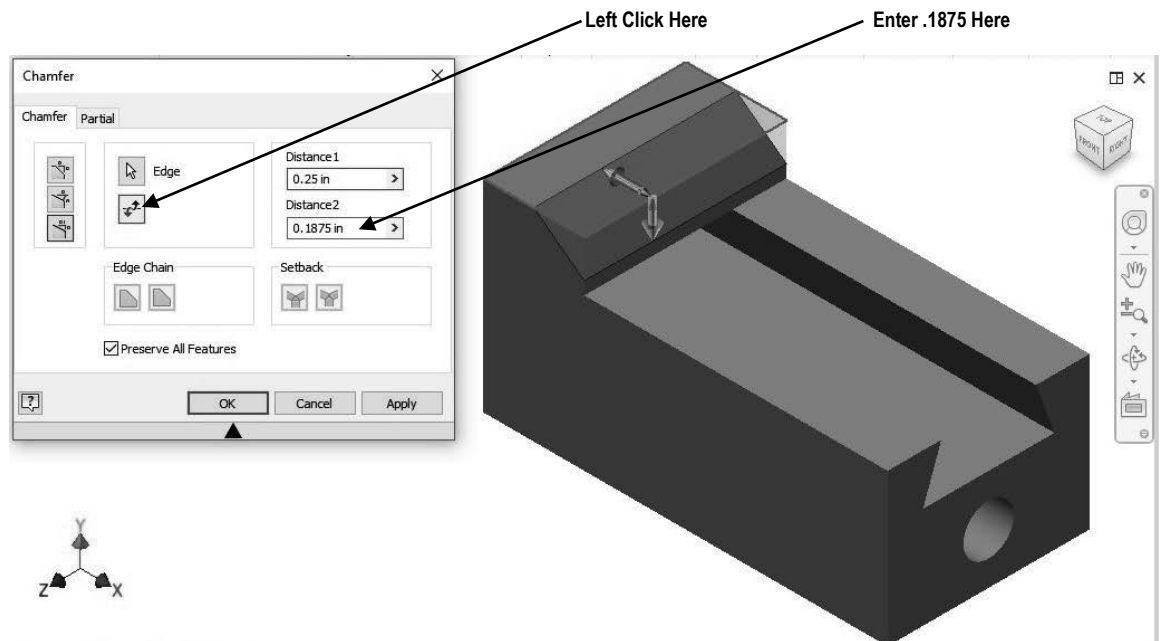 Left Click Here
Enter .1875 Here
Chamfer
Chamfer Partial
Edge
Distance1
0.25 in
Distance2
0.1875 in
Edge Chain
Setback
Preserve All Features
?
OK Cancel Apply
TOP
FRONT RIGHT
Y
Z X